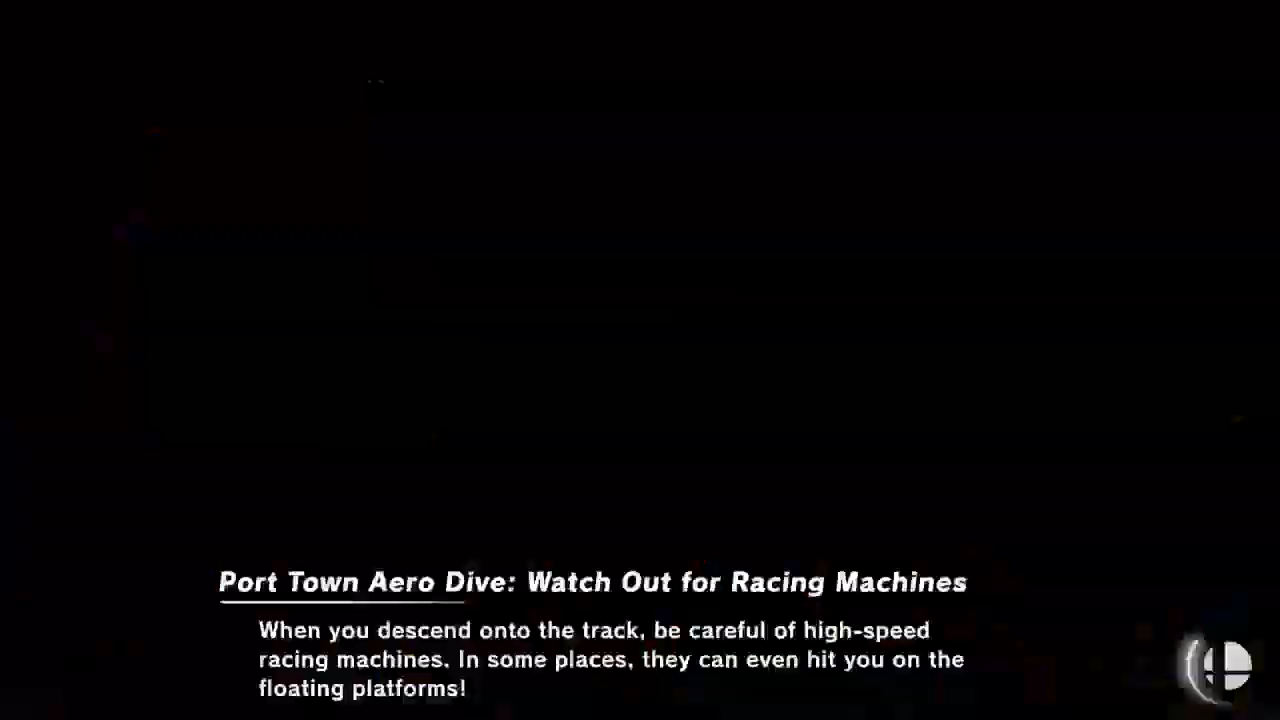 Port Town Aero Dive: Watch Out for Racing Machines
When you descend onto the track, be careful of high-speed
racing machines. In some places, they can even hit you on the
floating platforms!